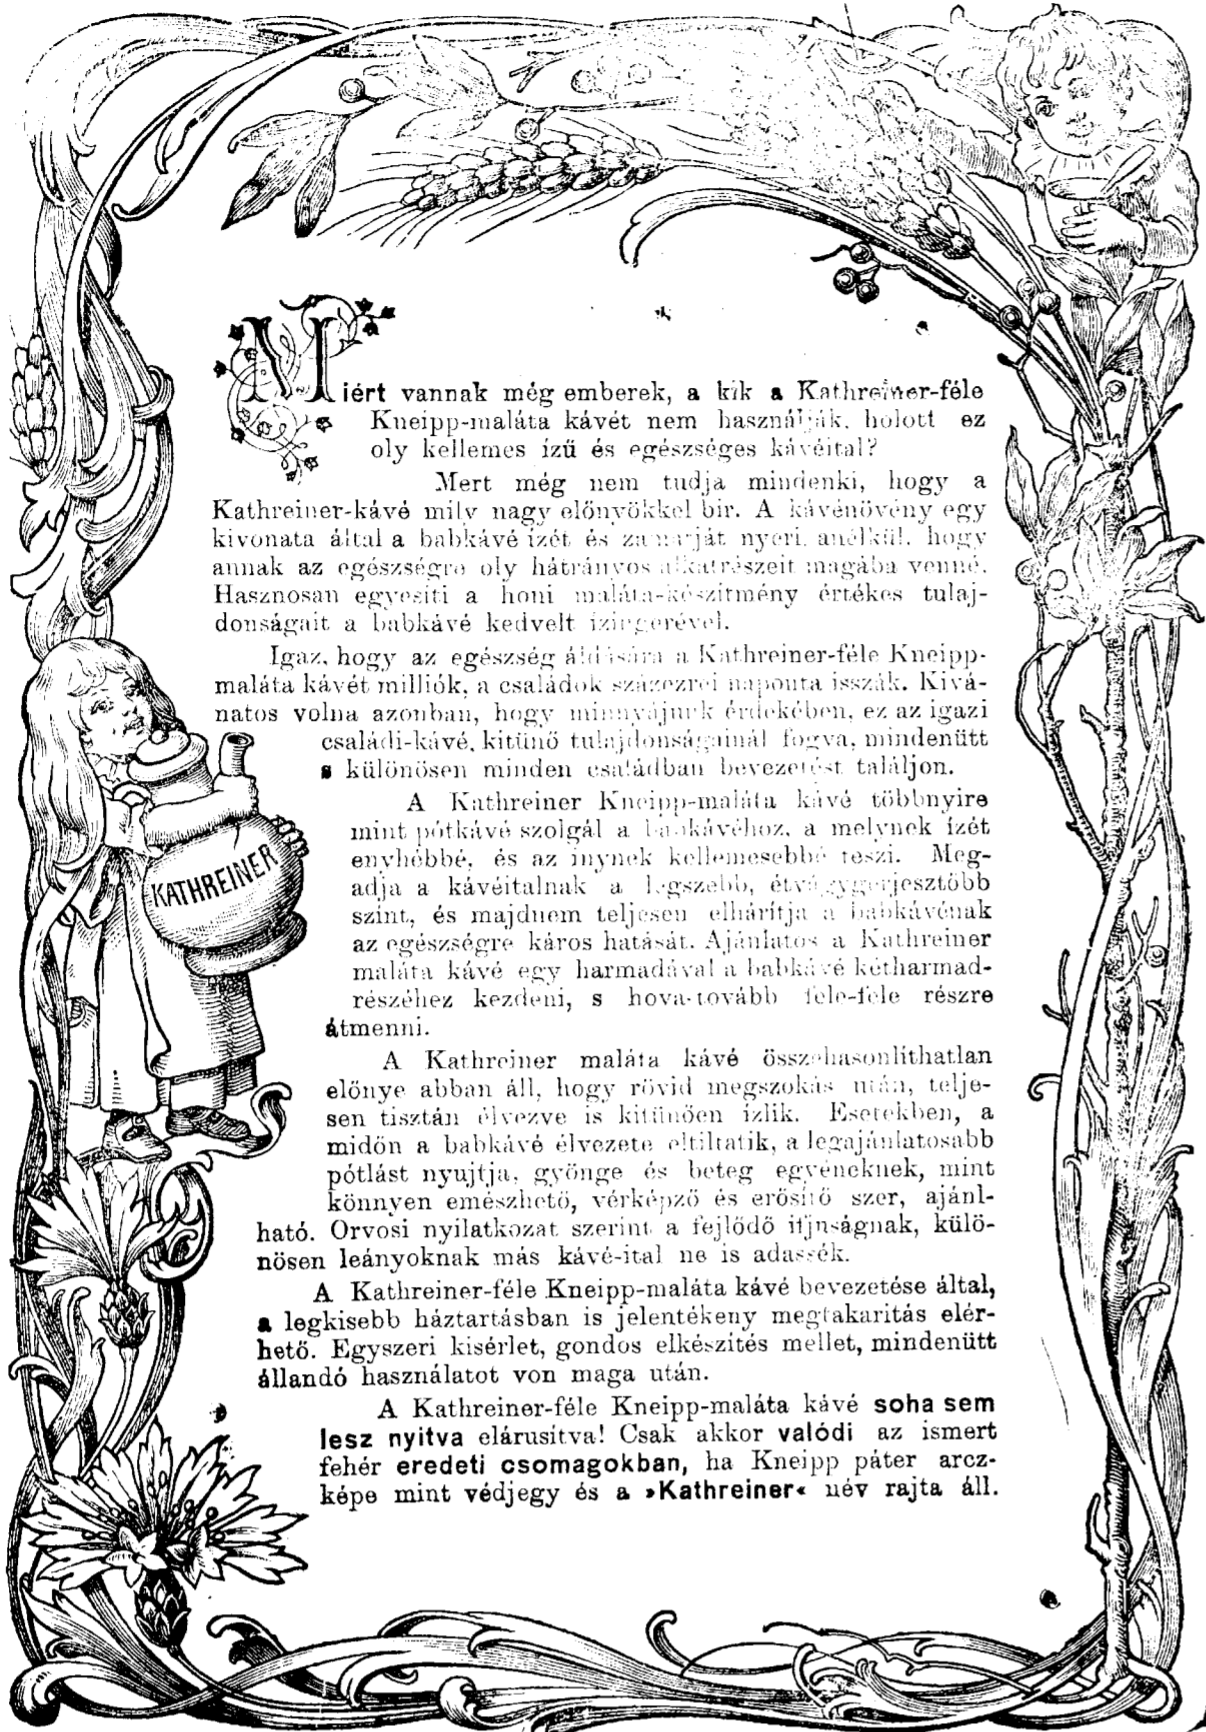 Miért vannak még emberek, a kik a Kathreiner-féle
Kneipp-maláta kávét nem használják, holott ez
oly kellemes ízű és egészséges kávéital?
Mert még nem tudja mindenki, hogy a
Kathreiner-kávé mily nagy előnyökkel bir. A kávénövény egy
kivonata által a babkávé izét és zamatját nyeri, anélkül, hogy
annak az egészségre oly hátrányos alkatrészeit magába venné.
Hasznosan egyesiti a honi maláta-készítmény értékes tulaj-
donságait a babkávé kedvelt ízingerével.
Igaz, hogy az egészség áldására a Kathreiner-féle Kneipp-
maláta kávét milliók, a családok százezrei naponta isszák. Kivá-
natos volna azonban, hogy minnyájunk érdekében, ez az igazi
családi-kávé, kitünő tulajdonságainál fogva, mindenütt
s különösen minden családban bevezetést találjon.
A Kathreiner Kneipp-maláta kávé többnyire
mint pótkávé szolgál a babkávéhoz, a melynek ízét
enyhébbé, és az inynek kellemesebbé teszi. Meg-
adja a kávéitalnak a legszebb, étvágygerjesztőbb
szint, és majdnem teljesen elhárítja a babkávénak
az egészségre káros hatását. Ajánlatos a Kathreiner
maláta kávé egy harmadával a babkávé kétharmad-
részéhez kezdeni, s hova-tovább fele-fele részre
átmenni.
A Kathreiner maláta kávé összehasonlíthatlan
előnye abban áll, hogy rövid megszokás után, telje-
sen tisztán élvezve is kitünően ízlik. Esetekben, a
midőn a babkávé élvezete eltiltatik, a legajánlatosabb
pótlást nyujtja, gyönge és beteg egyéneknek, mint
könnyen emészhető, vérképző és erősítő szer, ajánl-
ható. Orvosi nyilatkozat szerint a fejlődő ifjuságnak, külö-
nösen leányoknak más kávé-ital ne is adassék.
A Kathreiner-féle Kneipp-maláta kávé bevezetése által,
a legkisebb háztartásban is jelentékeny megtakaritás elér-
hető. Egyszeri kisérlet, gondos elkészítés mellet, mindenütt
állandó használatot von maga után.
A Kathreiner-féle Kneipp-maláta kávé soha sem
lesz nyitva elárusítva! Csak akkor valódi az ismert
fehér eredeti csomagokban, ha Kneipp páter arcz-
képe mint védjegy és a »Kathreiner« név rajta áll.
KATHREINER